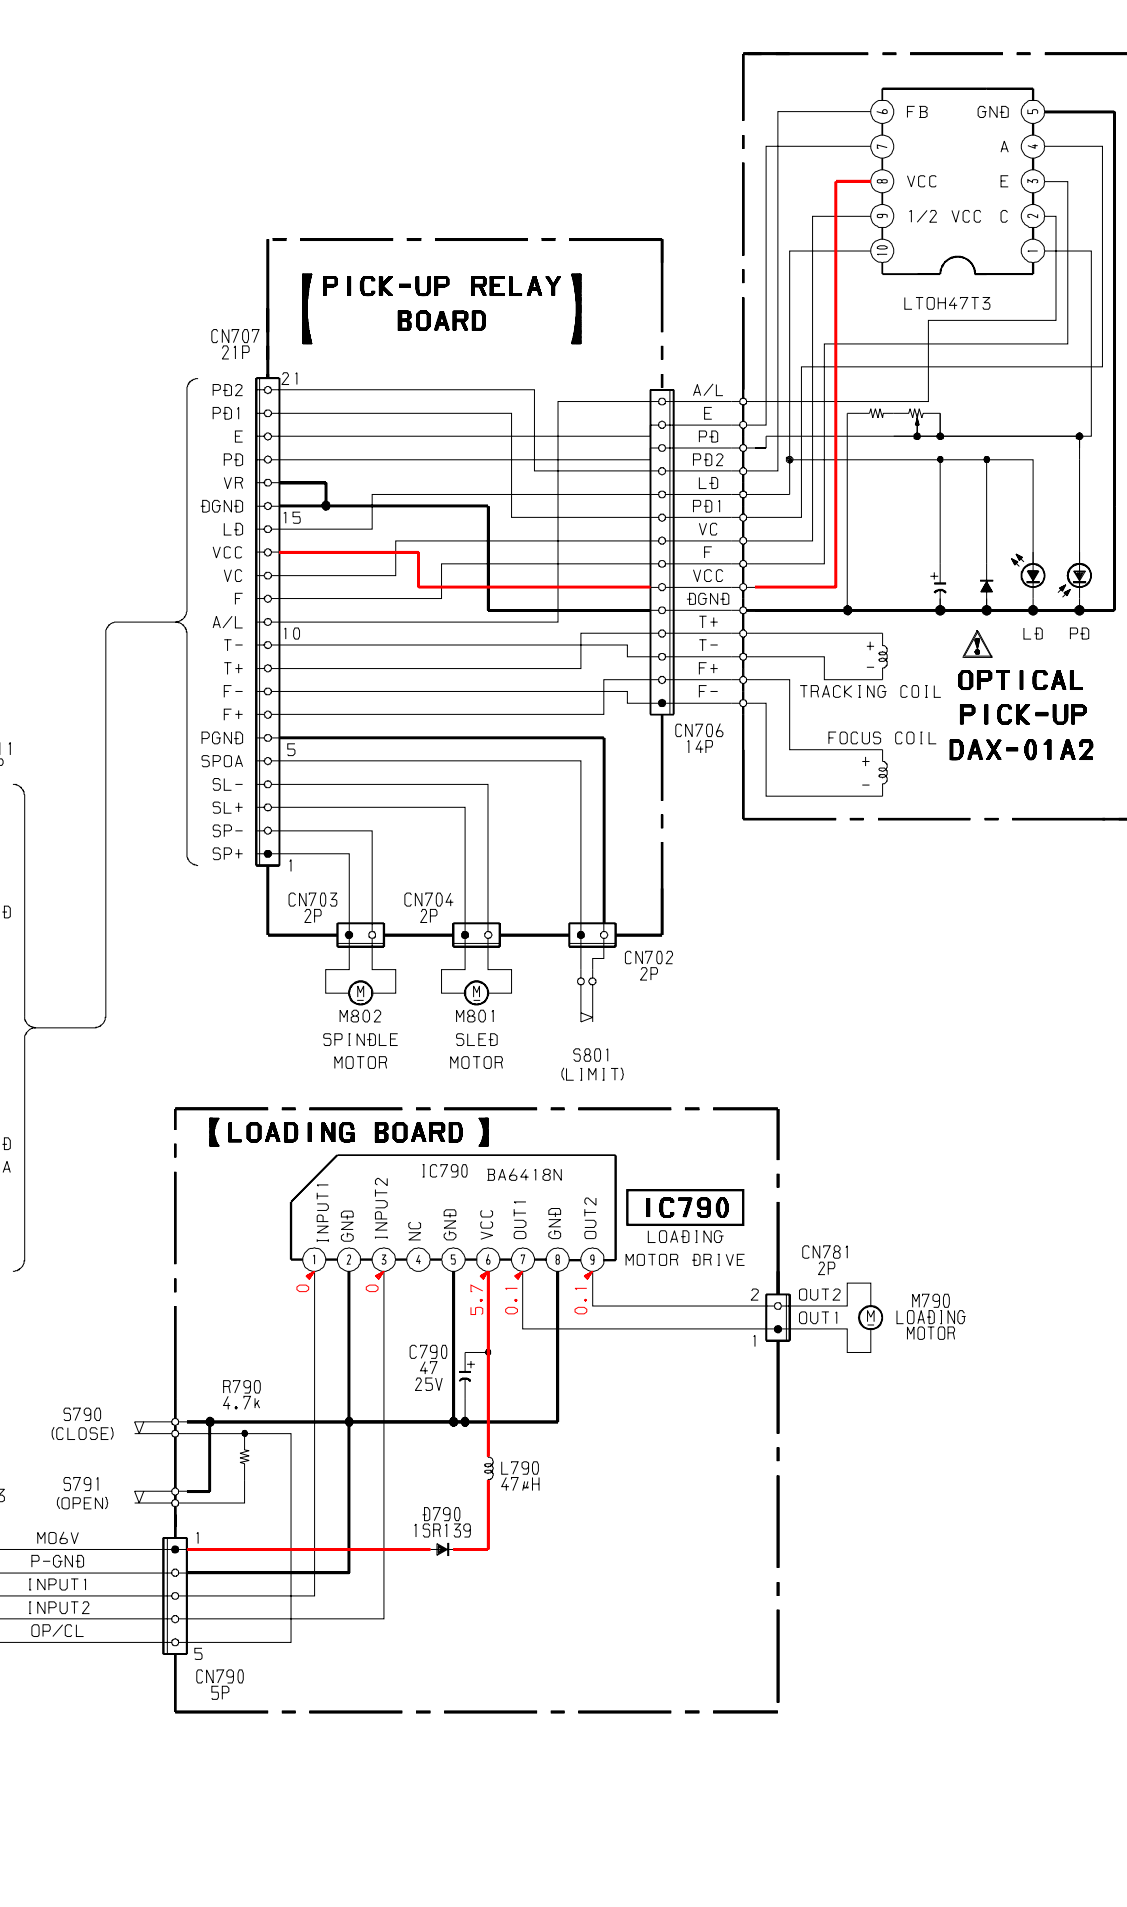 6 FB GND 5
7 A 4
8 VCC E 3
9 1/2 VCC C 2
10 1
LTOH47T3
【PICK-UP RELAY
BOARD】
CN707
21P
21
PD2
PD1
E
PD
VR
DGND
15
LD
VCC
VC
F
A/L
10
T-
T+
F-
F+
PGND
5
SPOA
SL-
SL+
SP-
SP+
1
A/L
E
PD
PD2
LD
PD1
VC
F
VCC
DGND
T+
T-
F+
F-
CN706
14P
+
LD PD
+
-
TRACKING COIL
FOCUS COIL
+
-
OPTICAL
PICK-UP
DAX-01A2
CN703
2P
CN704
2P
CN702
2P
M
M802
SPINDLE
MOTOR
M
M801
SLED
MOTOR
S801
(LIMIT)
11
D
D
A
3
【LOADING BOARD】
IC790 BA6418N
INPUT1 GND INPUT2 NC GND VCC OUT1 GND OUT2
1 2 3 4 5 6 7 8 9
0 0 5.7 0.1 0.1
IC790
LOADING
MOTOR DRIVE
CN781
2P
2 OUT2
1 OUT1
M
M790
LOADING
MOTOR
C790
47
25V
+
R790
4.7k
S790
(CLOSE)
S791
(OPEN)
L790
47μH
D790
1SR139
MO6V
P-GND
INPUT1
INPUT2
OP/CL
1
5
CN790
5P